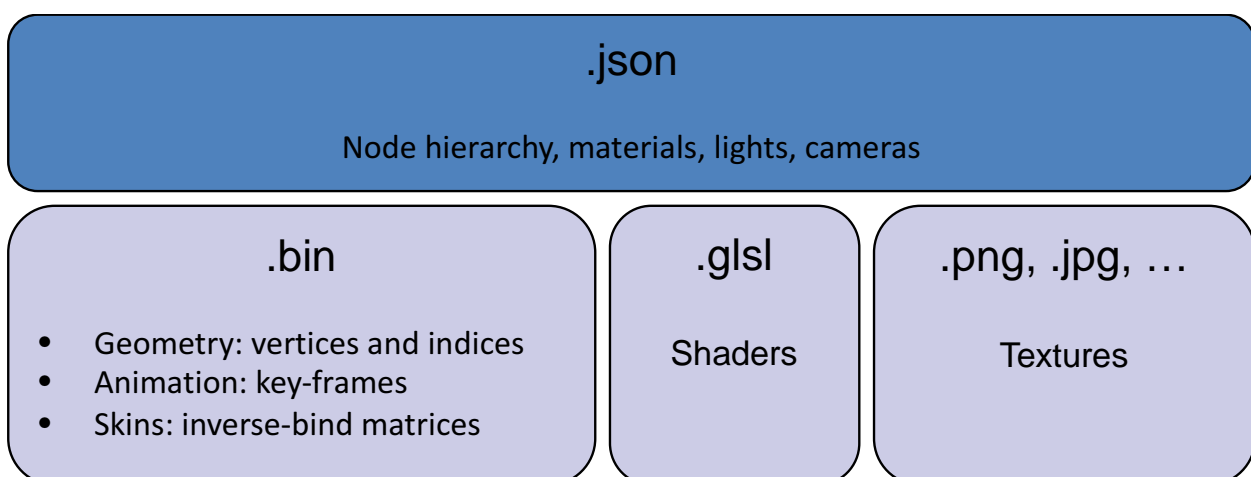 .json
Node hierarchy, materials, lights, cameras
.bin
• Geometry: vertices and indices
• Animation: key-frames
• Skins: inverse-bind matrices
.glsl
Shaders
.png, .jpg, …
Textures